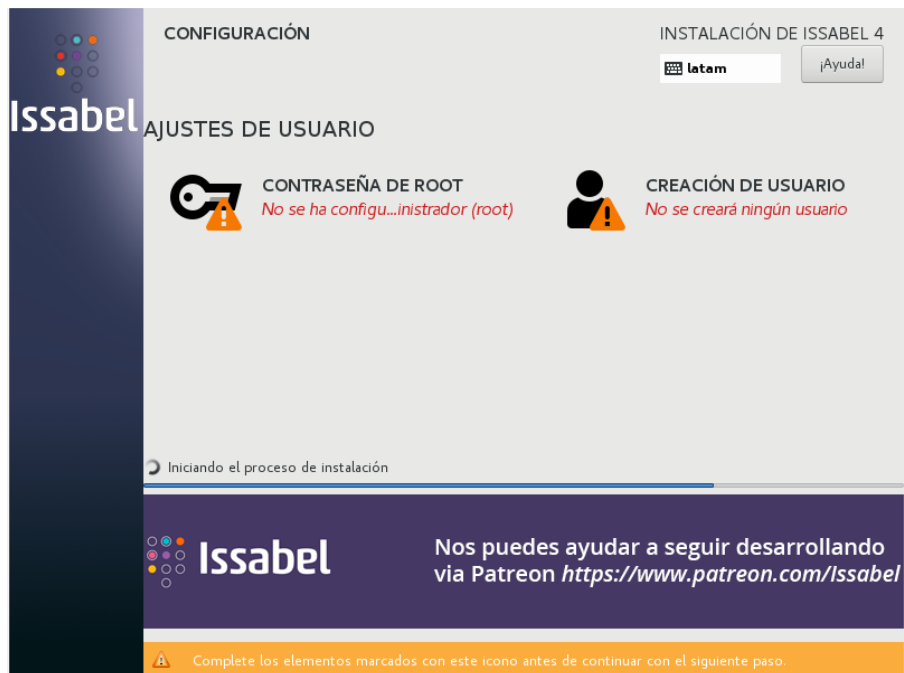 Issabel
CONFIGURACIÓN
INSTALACIÓN DE ISSABEL 4
latam
¡Ayuda!
AJUSTES DE USUARIO
CONTRASEÑA DE ROOT
No se ha configu...inistrador (root)
CREACIÓN DE USUARIO
No se creará ningún usuario
Iniciando el proceso de instalación
Issabel
Nos puedes ayudar a seguir desarrollando
via Patreon https://www.patreon.com/Issabel
Complete los elementos marcados con este icono antes de continuar con el siguiente paso.